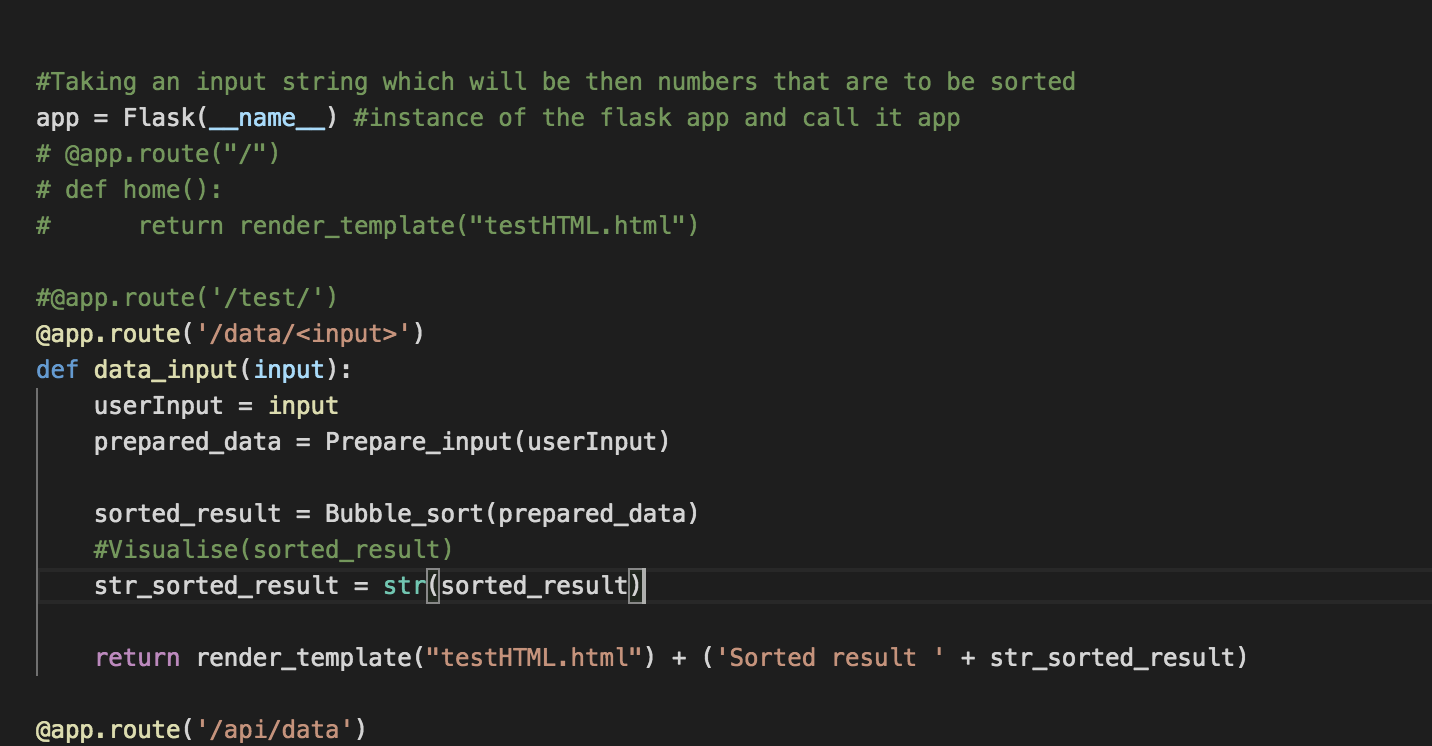 #Taking an input string which will be then numbers that are to be sorted
app = Flask(__name__) #instance of the flask app and call it app
# @app.route("/")
# def home():
#      return render_template("testHTML.html")
#@app.route('/test/')
@app.route('/data/<input>')
def data_input(input):
    userInput = input
    prepared_data = Prepare_input(userInput)
    sorted_result = Bubble_sort(prepared_data)
    #Visualise(sorted_result)
    str_sorted_result = str(sorted_result)
    return render_template("testHTML.html") + ('Sorted result ' + str_sorted_result)
@app.route('/api/data')